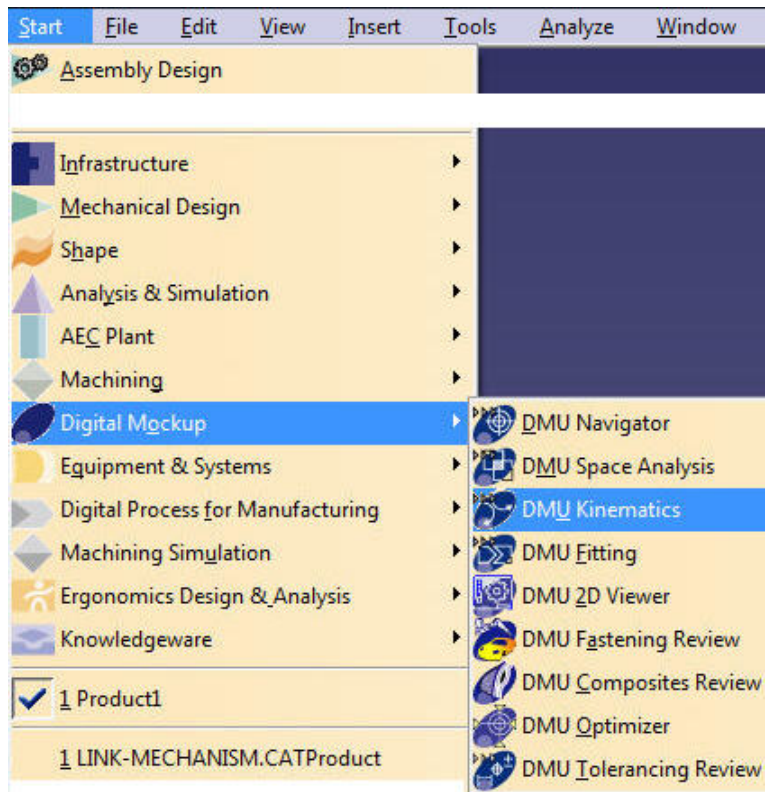 Start File Edit View Insert Tools Analyze Window
Assembly Design
Infrastructure
Mechanical Design
Shape
Analysis & Simulation
AEC Plant
Machining
Digital Mockup
Equipment & Systems
Digital Process for Manufacturing
Machining Simulation
Ergonomics Design & Analysis
Knowledgeware
1 Product1
1 LINK-MECHANISM.CATProduct
DMU Navigator
DMU Space Analysis
DMU Kinematics
DMU Fitting
DMU 2D Viewer
DMU Fastening Review
DMU Composites Review
DMU Optimizer
DMU Tolerancing Review